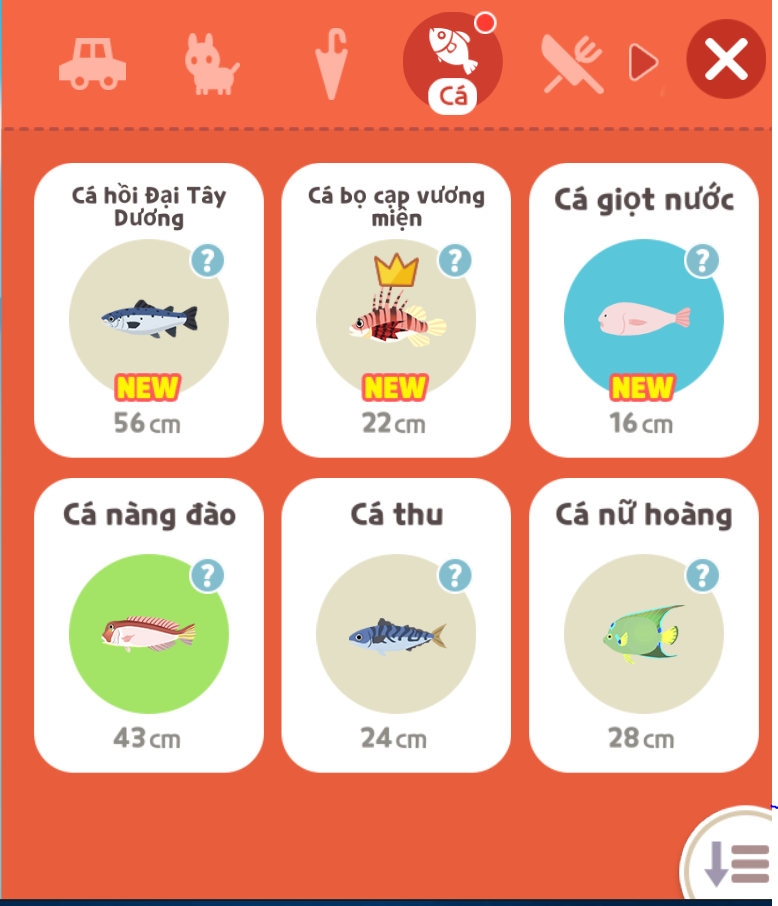 Cá
Cá hồi Đại Tây
Dương
?
NEW
56 cm
Cá bọ cạp vương
miện
?
NEW
22 cm
Cá giọt nước
?
NEW
16 cm
Cá nàng đào
?
43 cm
Cá thu
?
24 cm
Cá nữ hoàng
?
28 cm